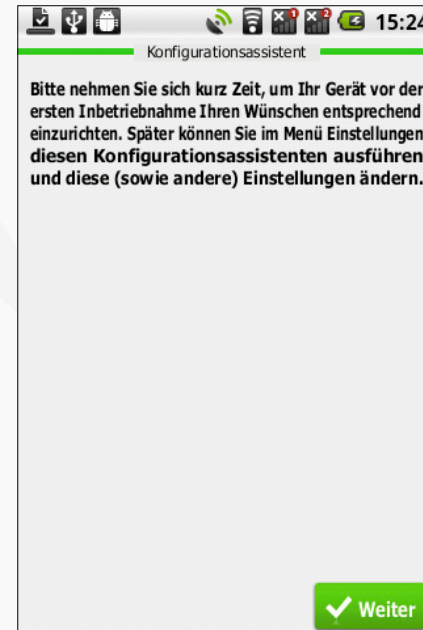 15:24
Konfigurationsassistent
Bitte nehmen Sie sich kurz Zeit, um Ihr Gerät vor der
ersten Inbetriebnahme Ihren Wünschen entsprechend
einzurichten. Später können Sie im Menü Einstellungen
diesen Konfigurationsassistenten ausführen
und diese (sowie andere) Einstellungen ändern.
Weiter